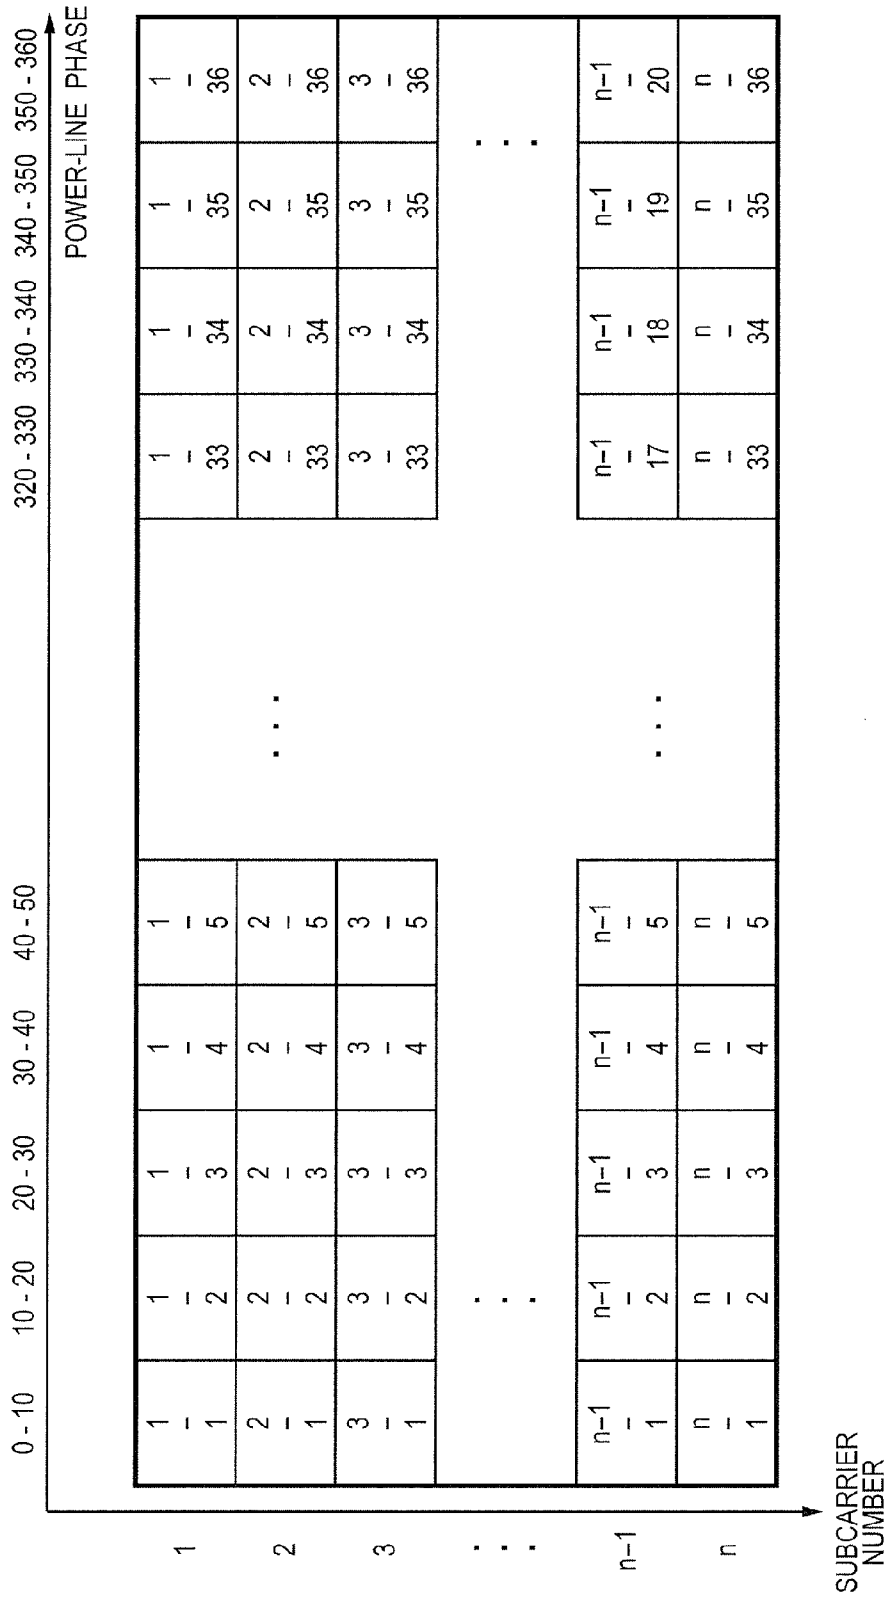 0 - 10 10 - 20 20 - 30 30 - 40 40 - 50 320 - 330 330 - 340 340 - 350 350 - 360
POWER-LINE PHASE
1 1 - 1 1 - 2 1 - 3 1 - 4 1 - 5 1 - 33 1 - 34 1 - 35 1 - 36
2 2 - 1 2 - 2 2 - 3 2 - 4 2 - 5 ... 2 - 33 2 - 34 2 - 35 2 - 36
3 3 - 1 3 - 2 3 - 3 3 - 4 3 - 5 3 - 33 3 - 34 3 - 35 3 - 36
... ... ...
n-1 n-1 - 1 n-1 - 2 n-1 - 3 n-1 - 4 n-1 - 5 ... n-1 - 17 n-1 - 18 n-1 - 19 n-1 - 20
n n - 1 n - 2 n - 3 n - 4 n - 5 n - 33 n - 34 n - 35 n - 36
SUBCARRIER
NUMBER